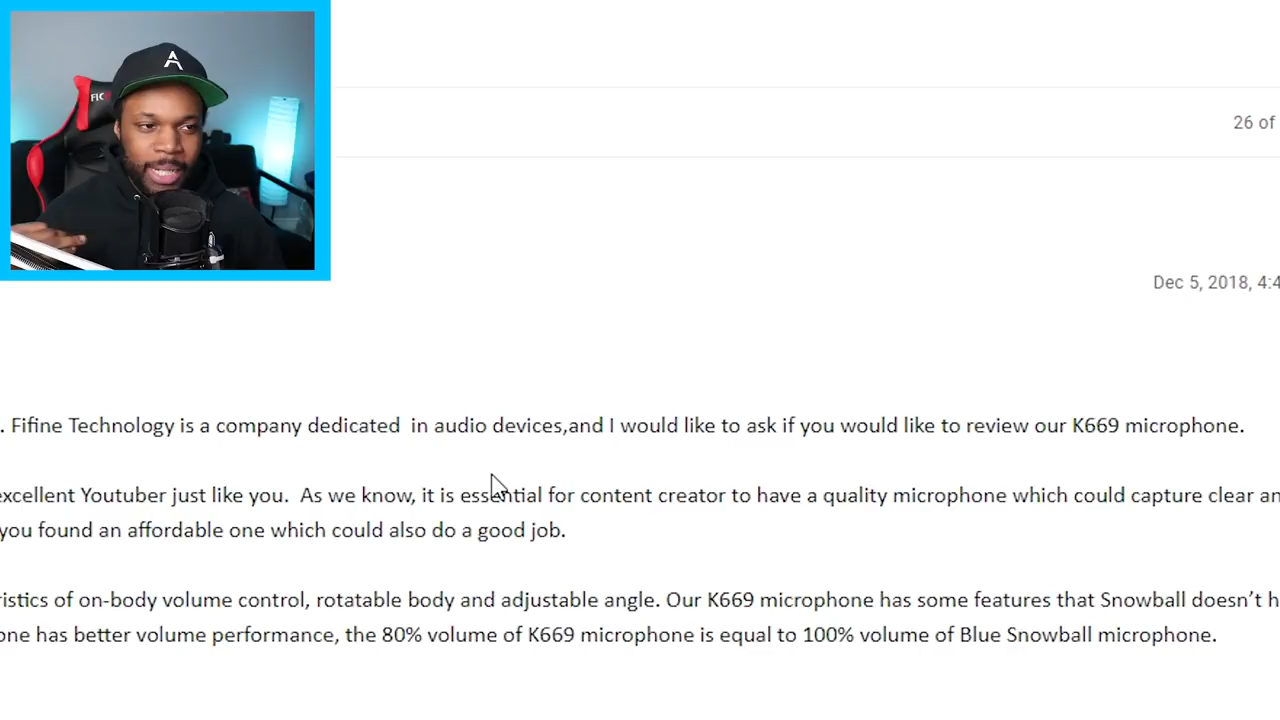 FIC
26 of
Dec 5, 2018, 4:4
. Fifine Technology is a company dedicated in audio devices,and I would like to ask if you would like to review our K669 microphone.
excellent Youtuber just like you. As we know, it is essential for content creator to have a quality microphone which could capture clear an
you found an affordable one which could also do a good job.
ristics of on-body volume control, rotatable body and adjustable angle. Our K669 microphone has some features that Snowball doesn't h
one has better volume performance, the 80% volume of K669 microphone is equal to 100% volume of Blue Snowball microphone.